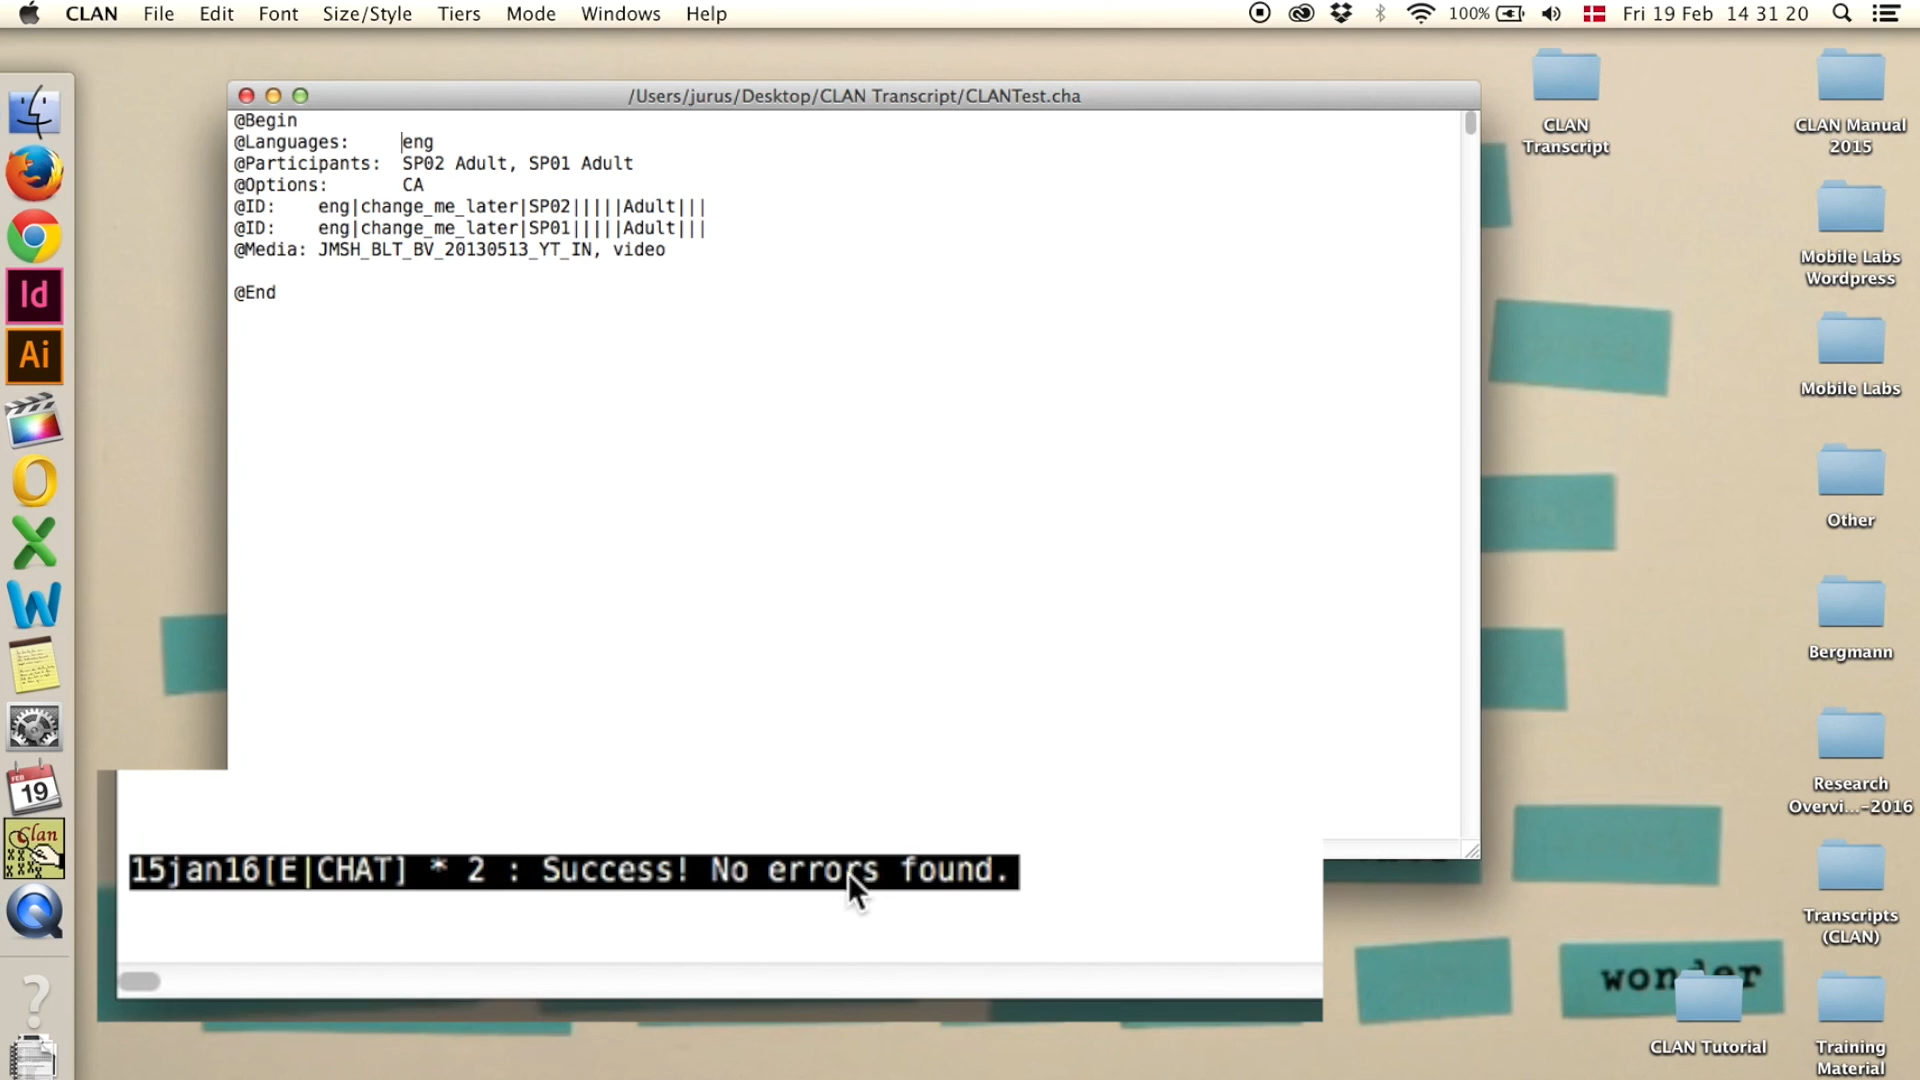 CLAN File Edit Font Size/Style Tiers Mode Windows Help 100% Fri 19 Feb 14 31 20
/Users/jurus/Desktop/CLAN Transcript/CLANTest.cha
@Begin
@Languages: eng
@Participants: SP02 Adult, SP01 Adult
@Options: CA
@ID: eng|change_me_later|SP02|||||Adult|||
@ID: eng|change_me_later|SP01|||||Adult|||
@Media: JMSH_BLT_BV_20130513_YT_IN, video
@End
15jan16[E|CHAT] * 2 : Success! No errors found.
Id
Ai
FEB
19
Clan
?
CLAN
Transcript
CLAN Manual
2015
Mobile Labs
Wordpress
Mobile Labs
Other
Bergmann
Research
Overvi...-2016
Transcripts
(CLAN)
wonder
CLAN Tutorial
Training
Material